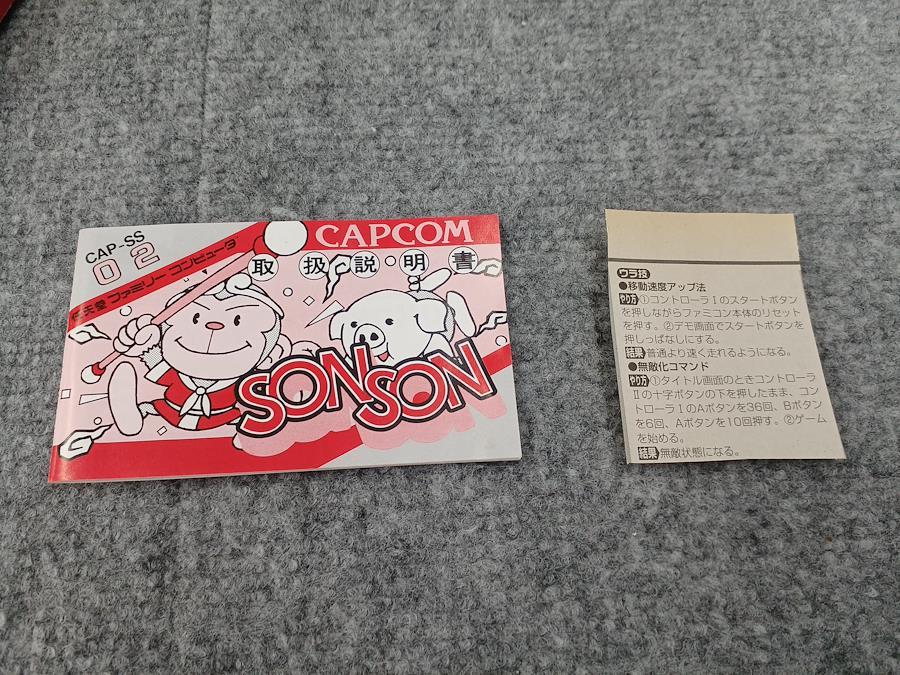 CAP-SS
02
任天堂 ファミリー コンピュータ
CAPCOM
取扱説明書
SONSON
ウラ技
●移動速度アップ法
やり方①コントローラⅠのスタートボタン
を押しながらファミコン本体のリセット
を押す。②デモ画面でスタートボタンを
押しっぱなしにする。
結果普通より速く走れるようになる。
●無敵化コマンド
やり方①タイトル画面のときコントローラ
Ⅱの十字ボタンの下を押したまま、コント
ローラⅠのAボタンを36回、Bボタン
を6回、Aボタンを10回押す。②ゲーム
を始める。
結果無敵状態になる。